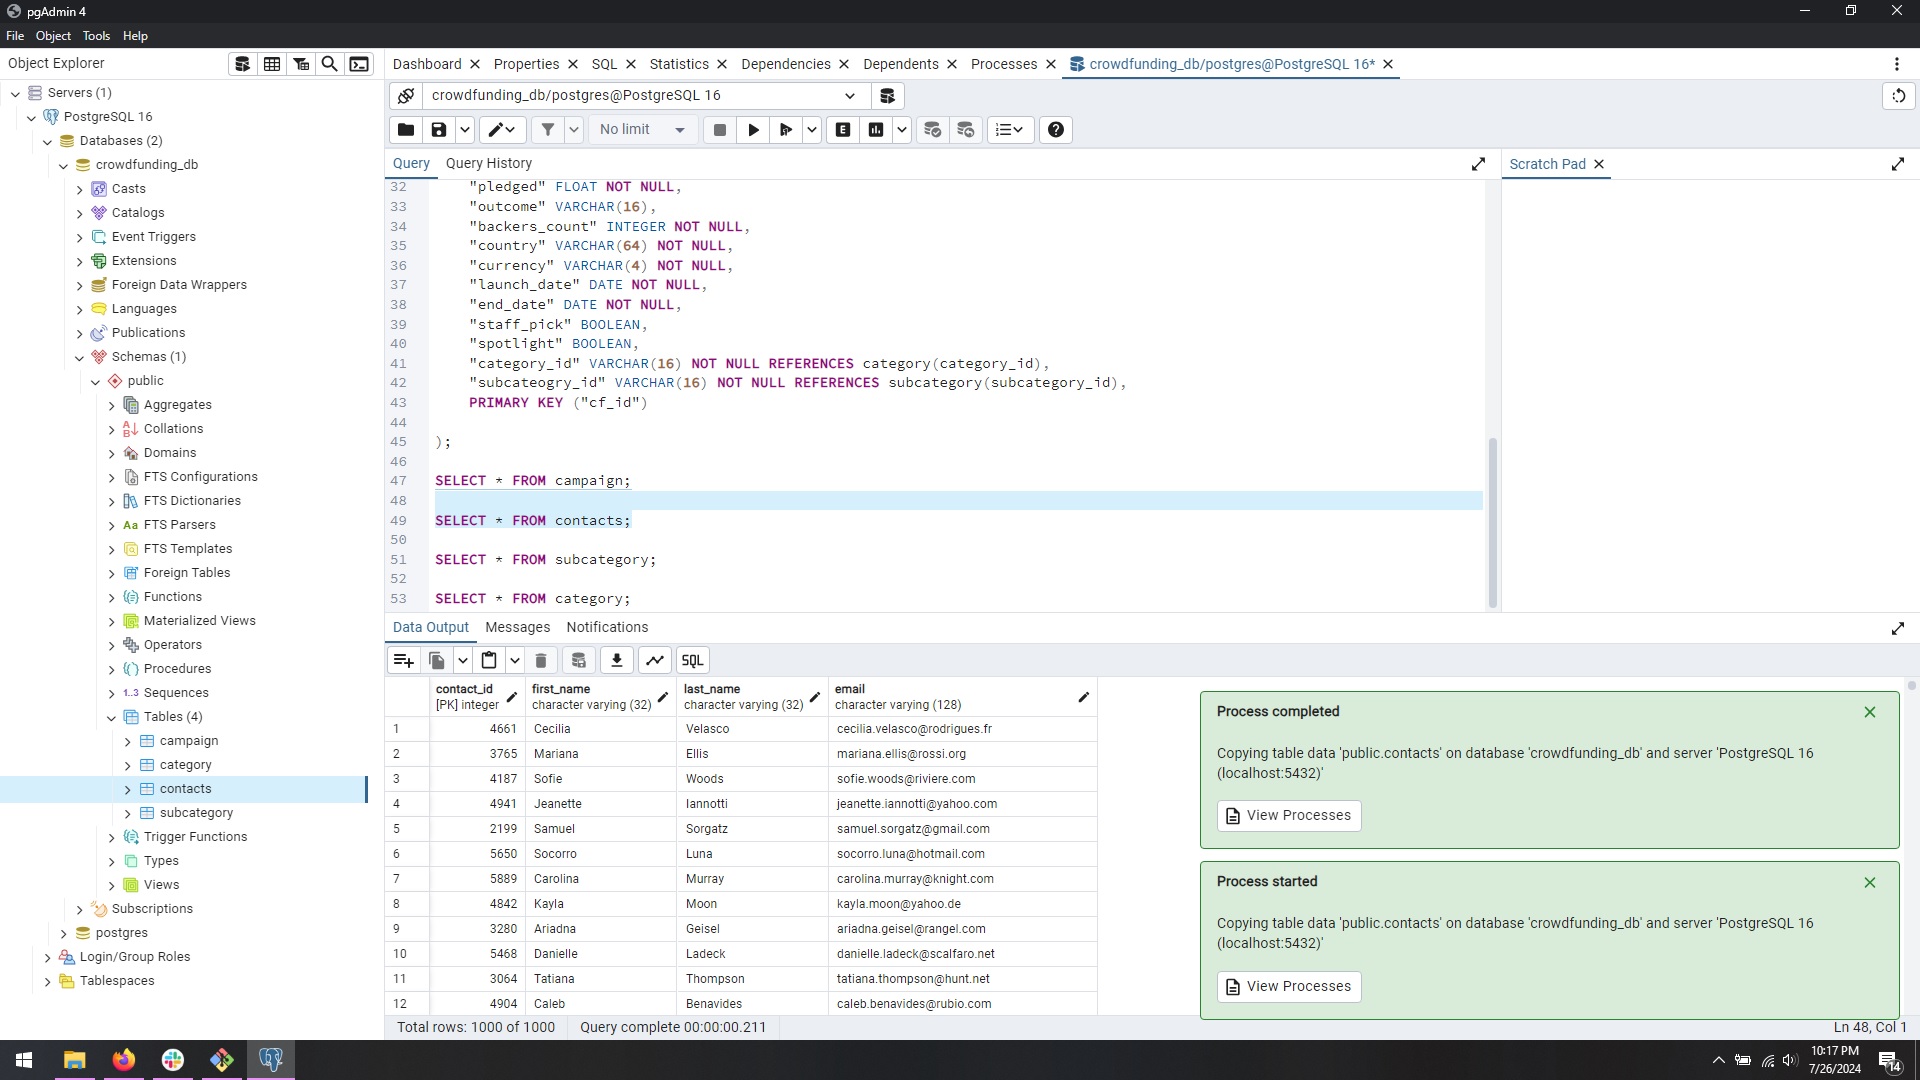 pgAdmin 4
File Object Tools Help
Object Explorer
Dashboard Properties SQL Statistics Dependencies Dependents Processes crowdfunding_db/postgres@PostgreSQL 16*
crowdfunding_db/postgres@PostgreSQL 16
No limit
E
Query Query History
Scratch Pad
Servers (1)
PostgreSQL 16
Databases (2)
crowdfunding_db
Casts
Catalogs
Event Triggers
Extensions
Foreign Data Wrappers
Languages
Publications
Schemas (1)
public
Aggregates
Collations
Domains
FTS Configurations
FTS Dictionaries
Aa FTS Parsers
FTS Templates
Foreign Tables
Functions
Materialized Views
Operators
Procedures
1..3 Sequences
Tables (4)
campaign
category
contacts
subcategory
Trigger Functions
Types
Views
Subscriptions
postgres
Login/Group Roles
Tablespaces
32 "pledged" FLOAT NOT NULL,
33 "outcome" VARCHAR(16),
34 "backers_count" INTEGER NOT NULL,
35 "country" VARCHAR(64) NOT NULL,
36 "currency" VARCHAR(4) NOT NULL,
37 "launch_date" DATE NOT NULL,
38 "end_date" DATE NOT NULL,
39 "staff_pick" BOOLEAN,
40 "spotlight" BOOLEAN,
41 "category_id" VARCHAR(16) NOT NULL REFERENCES category(category_id),
42 "subcateogry_id" VARCHAR(16) NOT NULL REFERENCES subcategory(subcategory_id),
43 PRIMARY KEY ("cf_id")
44
45 );
46
47 SELECT * FROM campaign;
48
49 SELECT * FROM contacts;
50
51 SELECT * FROM subcategory;
52
53 SELECT * FROM category;
Data Output Messages Notifications
SQL
contact_id first_name last_name email
[PK] integer character varying (32) character varying (32) character varying (128)
1 4661 Cecilia Velasco cecilia.velasco@rodrigues.fr
2 3765 Mariana Ellis mariana.ellis@rossi.org
3 4187 Sofie Woods sofie.woods@riviere.com
4 4941 Jeanette Iannotti jeanette.iannotti@yahoo.com
5 2199 Samuel Sorgatz samuel.sorgatz@gmail.com
6 5650 Socorro Luna socorro.luna@hotmail.com
7 5889 Carolina Murray carolina.murray@knight.com
8 4842 Kayla Moon kayla.moon@yahoo.de
9 3280 Ariadna Geisel ariadna.geisel@rangel.com
10 5468 Danielle Ladeck danielle.ladeck@scalfaro.net
11 3064 Tatiana Thompson tatiana.thompson@hunt.net
12 4904 Caleb Benavides caleb.benavides@rubio.com
Process completed
Copying table data 'public.contacts' on database 'crowdfunding_db' and server 'PostgreSQL 16
(localhost:5432)'
View Processes
Process started
Copying table data 'public.contacts' on database 'crowdfunding_db' and server 'PostgreSQL 16
(localhost:5432)'
View Processes
Total rows: 1000 of 1000 Query complete 00:00:00.211 Ln 48, Col 1
10:17 PM
7/26/2024
14